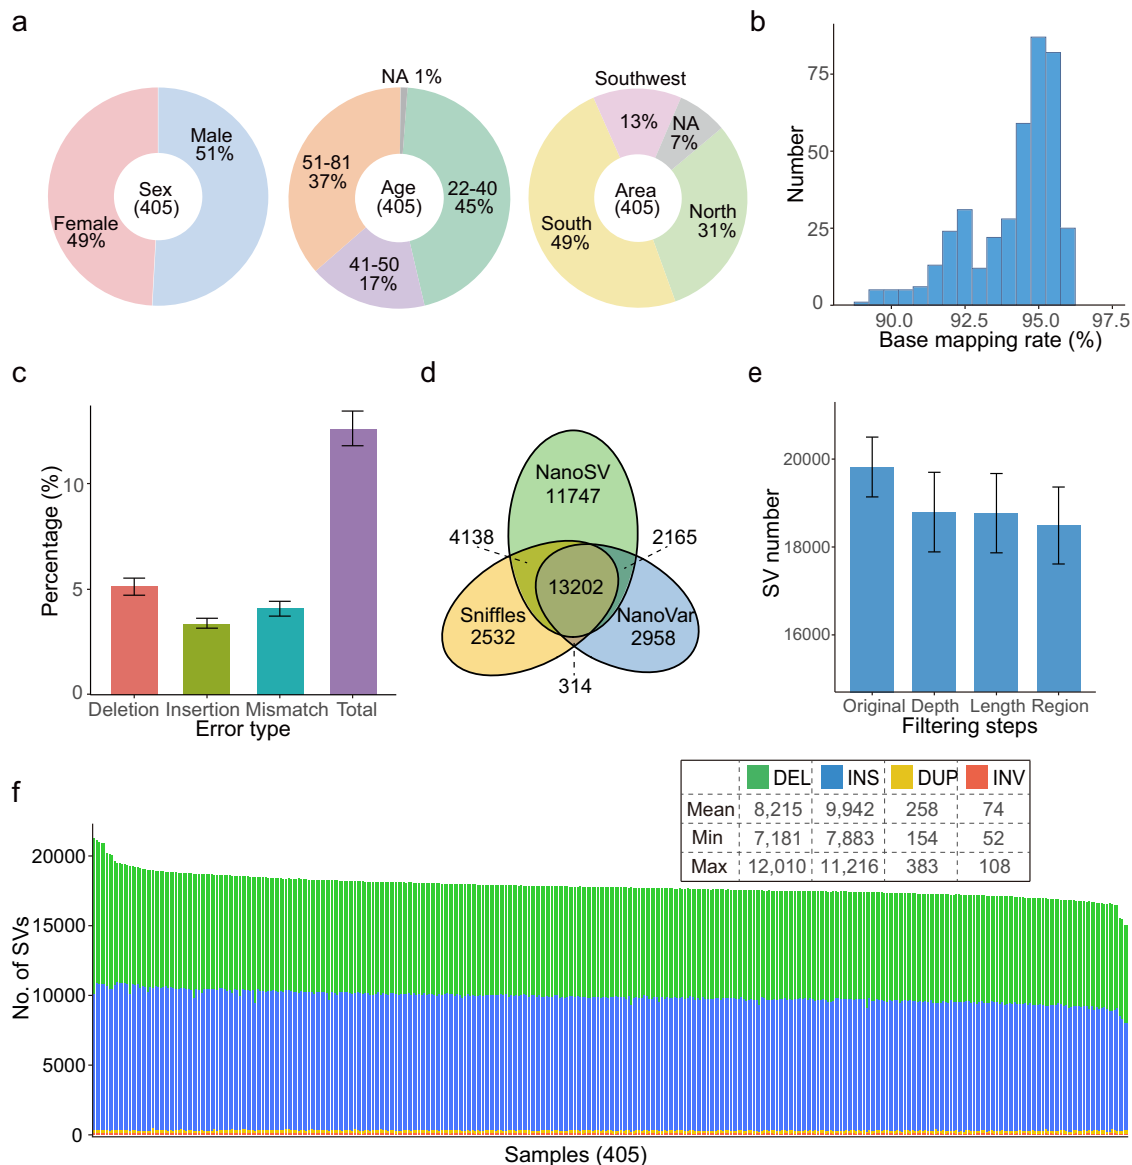 a
Male
51%
Female
49%
Sex
(405)
NA 1%
51-81
37%
22-40
45%
41-50
17%
Age
(405)
Southwest
13%
NA
7%
North
31%
South
49%
Area
(405)
b
Number
75
50
25
0
90.0 92.5 95.0 97.5
Base mapping rate (%)
c
Percentage (%)
10
5
0
Deletion Insertion Mismatch Total
Error type
d
NanoSV
11747
4138
2165
13202
Sniffles
2532
NanoVar
2958
314
e
SV number
20000
18000
16000
Original Depth Length Region
Filtering steps
f
DEL INS DUP INV
Mean 8,215 9,942 258 74
Min 7,181 7,883 154 52
Max 12,010 11,216 383 108
No. of SVs
20000
15000
10000
5000
0
Samples (405)